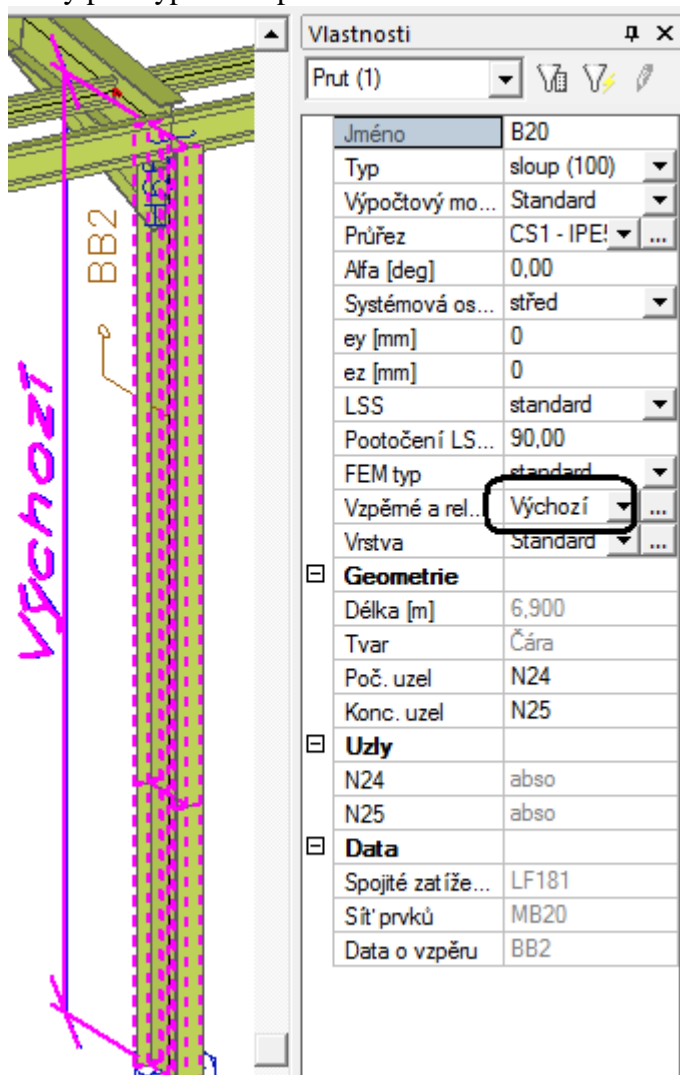 Vlastnosti
Prut (1)
Jméno B20
Typ sloup (100)
Výpočtový mo... Standard
Průřez CS1 - IPE! ...
Alfa [deg] 0,00
Systémová os... střed
ey [mm] 0
ez [mm] 0
LSS standard
Pootočení LS... 90,00
FEM typ standard
Vzpěrné a rel... Výchozí ...
Vrstva Standard ...
Geometrie
Délka [m] 6,900
Tvar Čára
Poč. uzel N24
Konc. uzel N25
Uzly
N24 abso
N25 abso
Data
Spojité zatíže... LF181
Síť prvků MB20
Data o vzpěru BB2
BB2
Výchozí